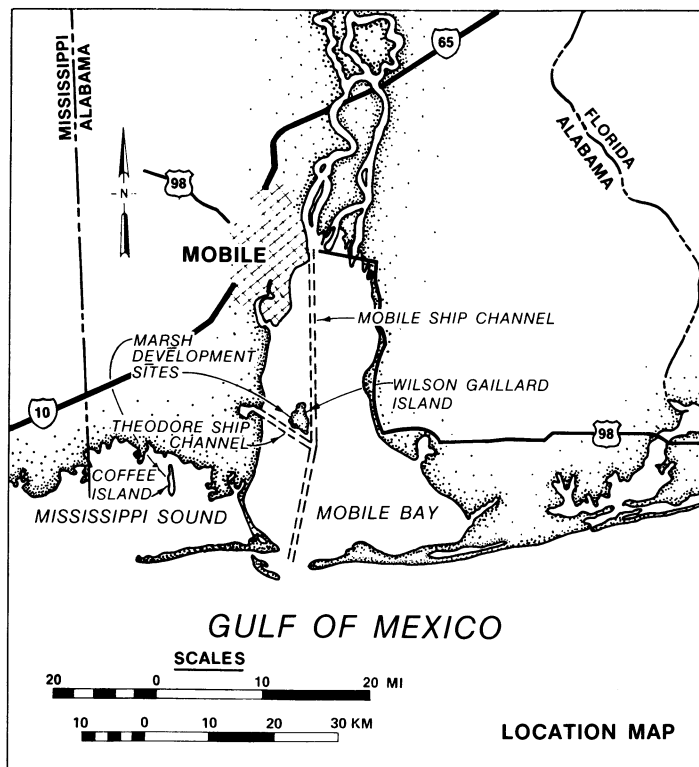 65
MISSISSIPPI
ALABAMA
FLORIDA
ALABAMA
98
N
MOBILE
MOBILE SHIP CHANNEL
MARSH
DEVELOPMENT
SITES
WILSON GAILLARD
ISLAND
10
THEODORE SHIP
CHANNEL
98
COFFEE
ISLAND
MISSISSIPPI SOUND
MOBILE BAY
GULF OF MEXICO
SCALES
20 10 0 10 20 MI
10 0 10 20 30 KM
LOCATION MAP